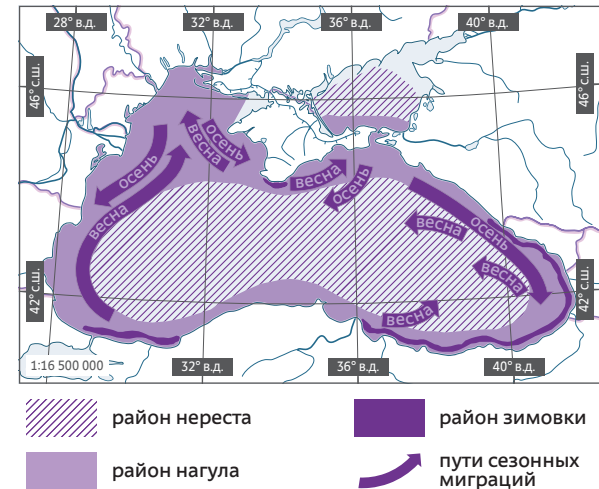 28° в.д. 32° в.д. 36° в.д. 40° в.д.
46° с.ш. 46° с.ш.
осень
весна
осень
весна
весна
осень
весна
осень
весна
весна
весна
42° с.ш. 42° с.ш.
1:16 500 000
32° в.д. 36° в.д. 40° в.д.
район нереста
район зимовки
район нагула
пути сезонных
миграций